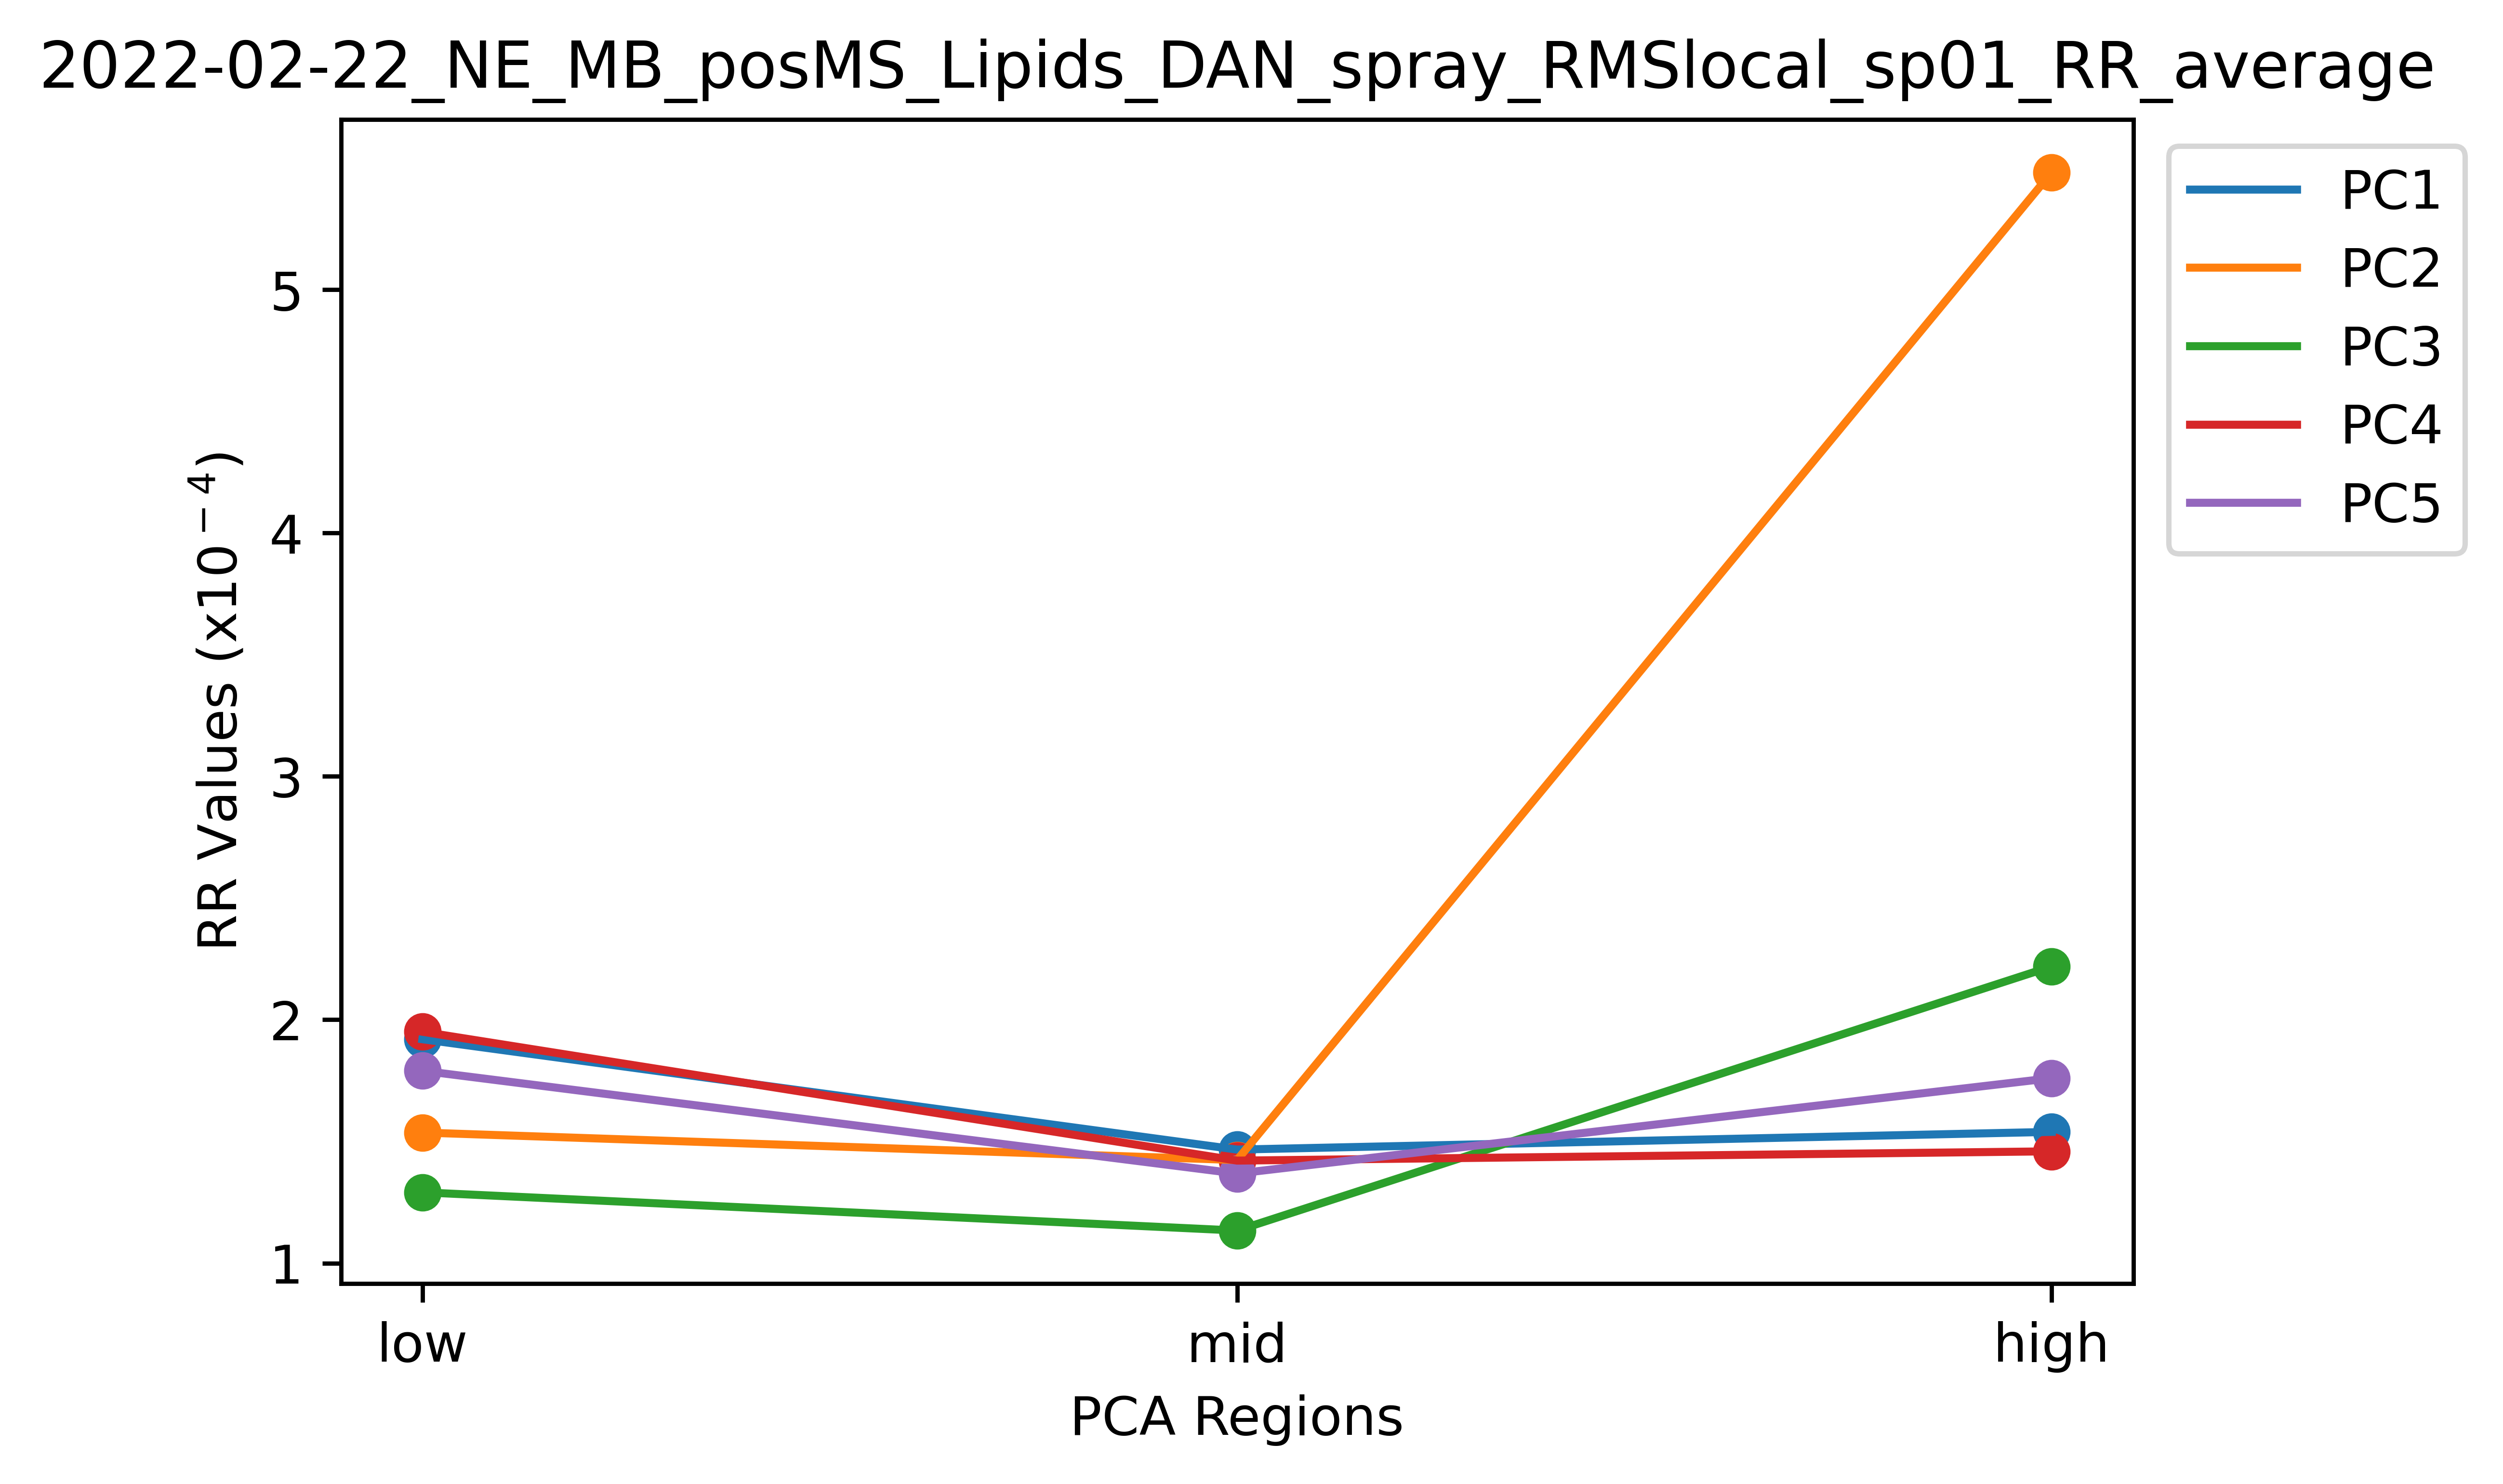 2022-02-22_NE_MB_posMS_Lipids_DAN_spray_RMSlocal_sp01_RR_average
PC1
PC2
PC3
PC4
PC5
RR Values (x10⁻⁴)
5
4
3
2
1
low mid high
PCA Regions